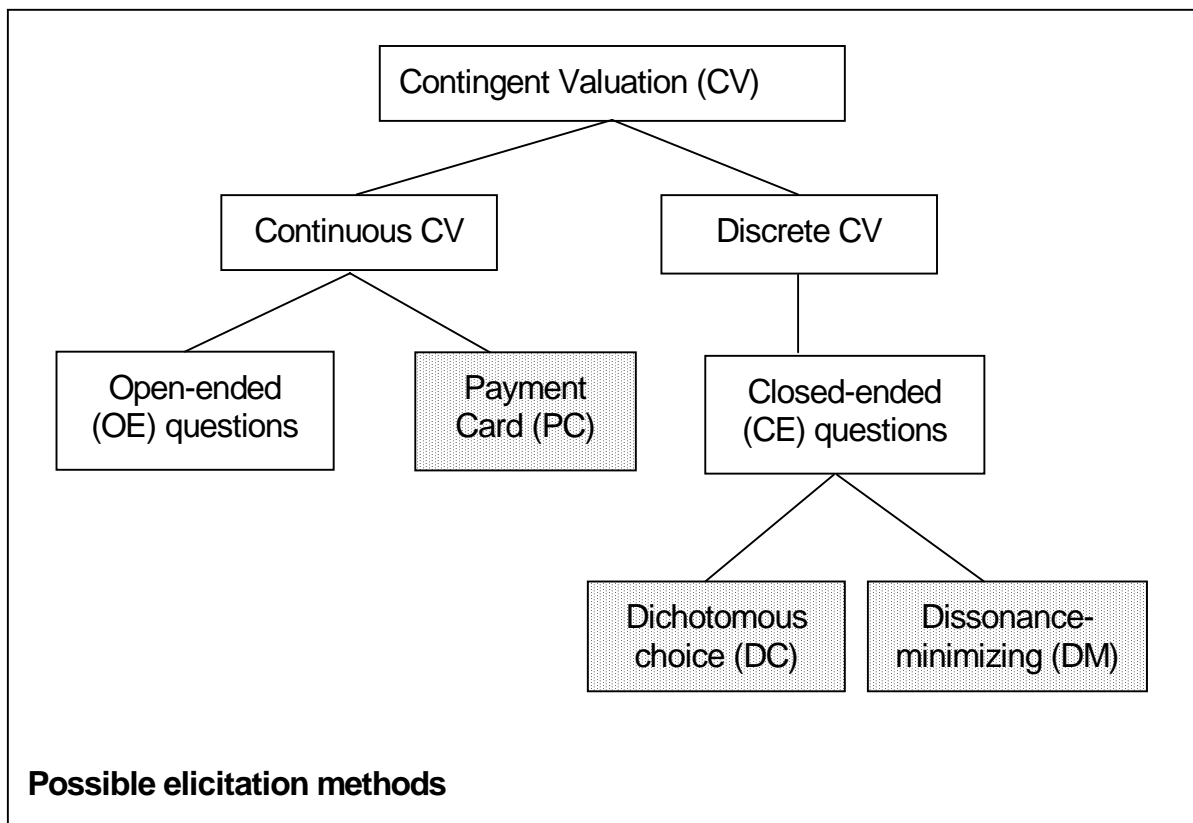 Contingent Valuation (CV)
Continuous CV
Discrete CV
Open-ended
(OE) questions
Payment
Card (PC)
Closed-ended
(CE) questions
Dichotomous
choice (DC)
Dissonance-
minimizing (DM)
Possible elicitation methods